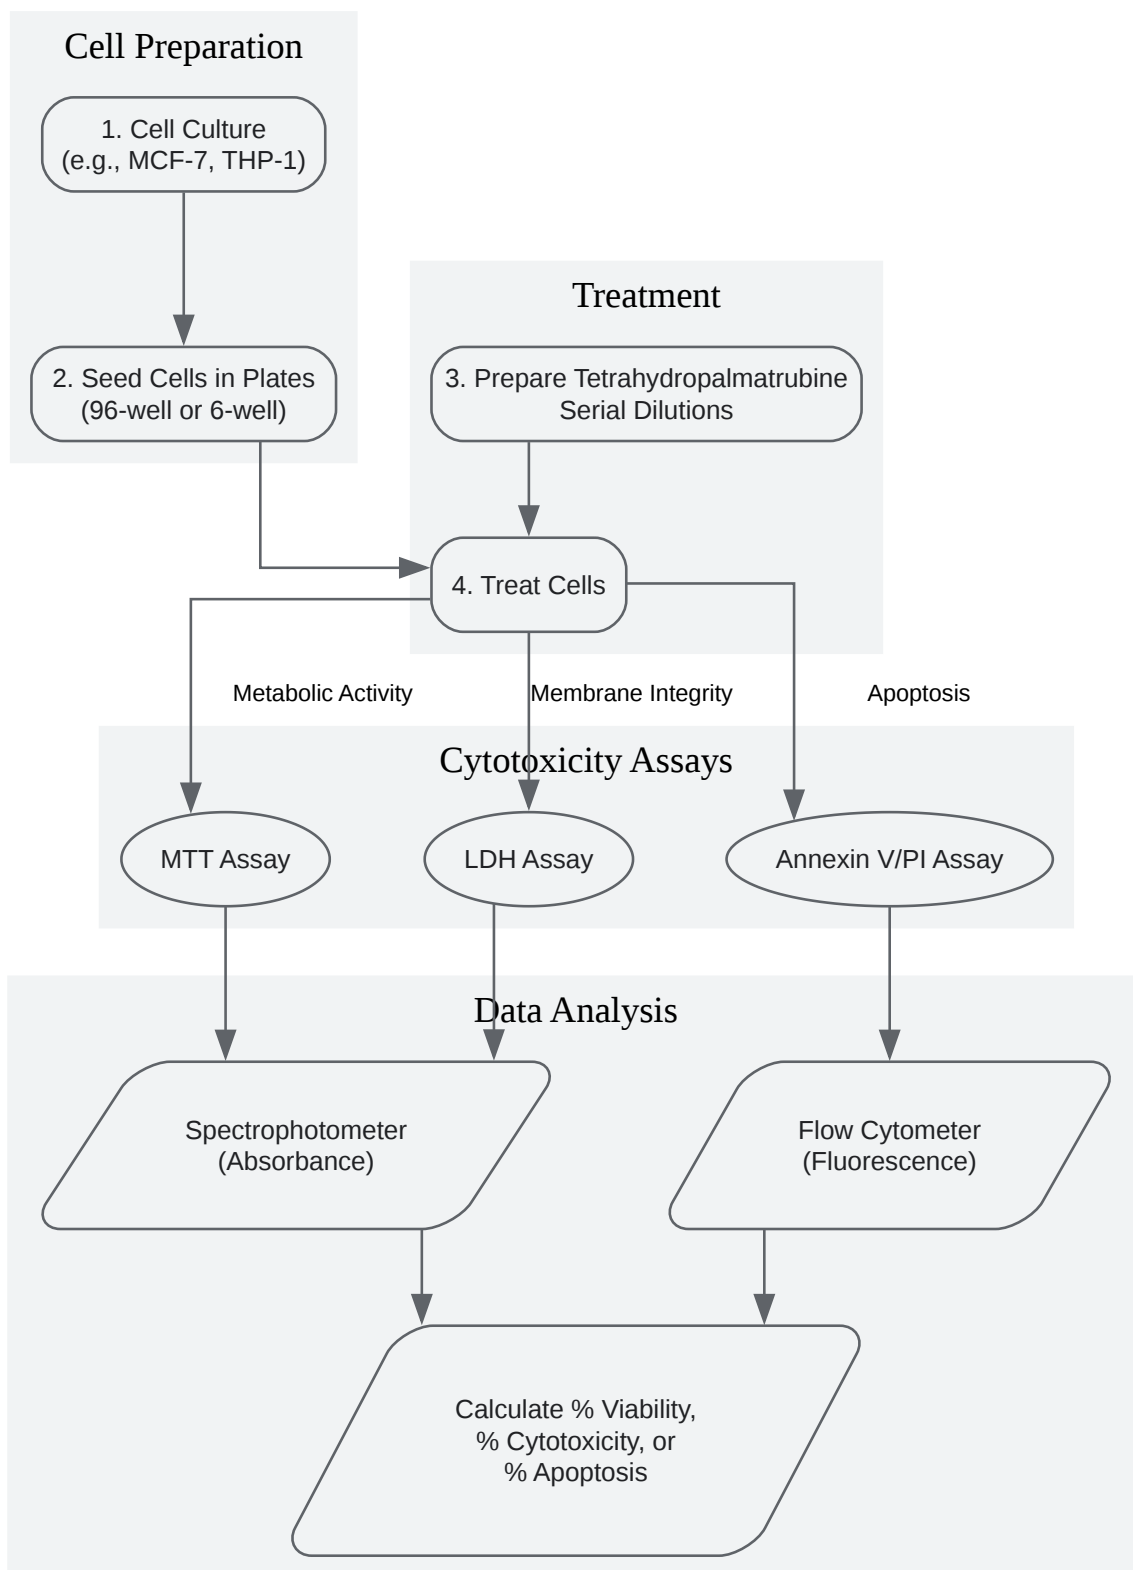 Cell Preparation
1. Cell Culture
(e.g., MCF-7, THP-1)
2. Seed Cells in Plates
(96-well or 6-well)
Treatment
3. Prepare Tetrahydropalmatrubine
Serial Dilutions
4. Treat Cells
Metabolic Activity
Membrane Integrity
Apoptosis
Cytotoxicity Assays
MTT Assay
LDH Assay
Annexin V/PI Assay
Data Analysis
Spectrophotometer
(Absorbance)
Flow Cytometer
(Fluorescence)
Calculate % Viability,
% Cytotoxicity, or
% Apoptosis